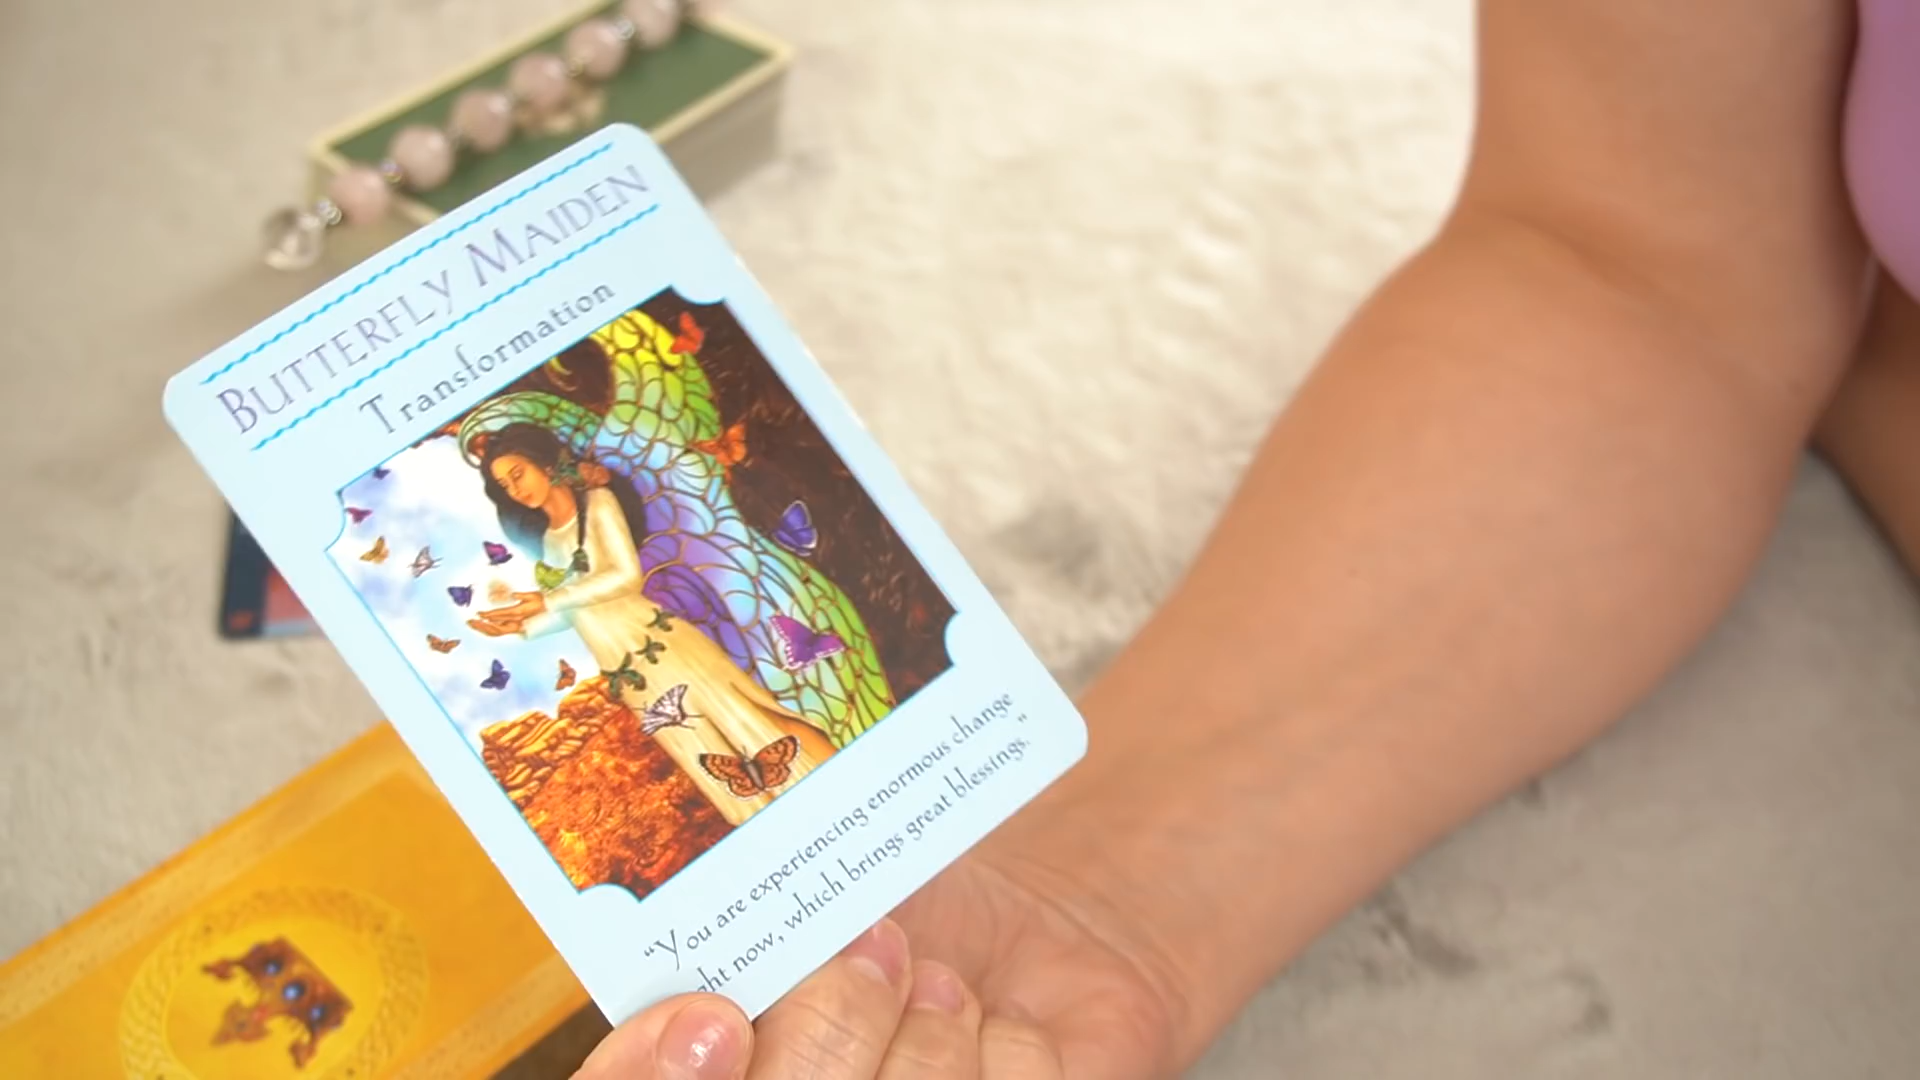 BUTTERFLY MAIDEN
Transformation
"You are experiencing enormous change
now, which brings great blessings."